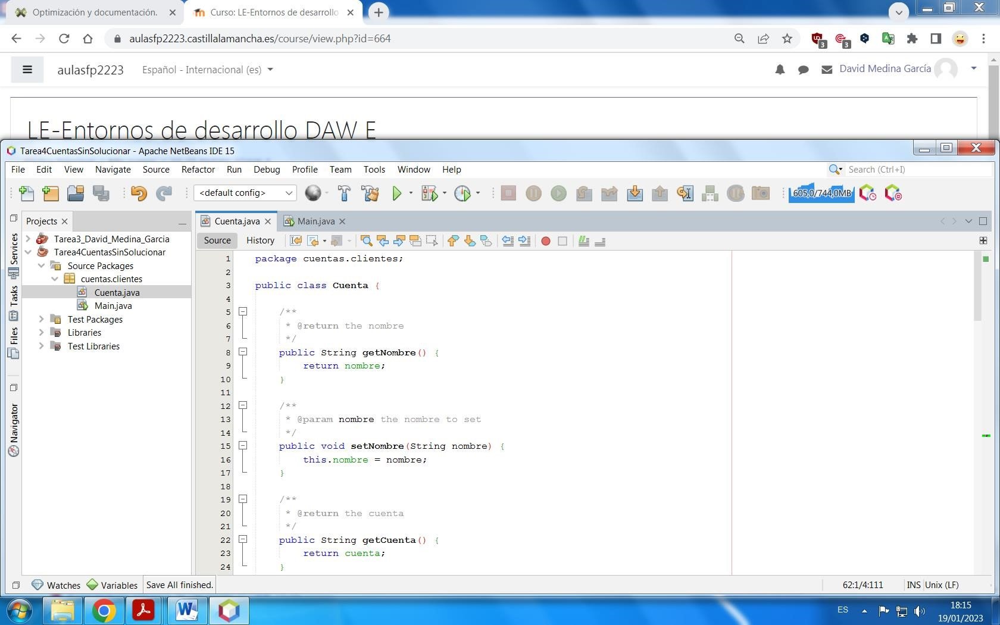 Optimización y documentación.
Curso: LE-Entornos de desarrollo
aulasfp2223.castillalamancha.es/course/view.php?id=664
3
3
aulasfp2223
Español - Internacional (es)
David Medina García
LE-Entornos de desarrollo DAW E
Tarea4CuentasSinSolucionar - Apache NetBeans IDE 15
File Edit View Navigate Source Refactor Run Debug Profile Team Tools Window Help
Search (Ctrl+I)
<default config>
605,0/744,0MB
Projects
Services
Tasks
Files
Navigator
Tarea3_David_Medina_Garcia
Tarea4CuentasSinSolucionar
Source Packages
cuentas.clientes
Cuenta.java
Main.java
Test Packages
Libraries
Test Libraries
Cuenta.java
Main.java
Source History
1 package cuentas.clientes;
2
3 public class Cuenta {
4
5 /**
6 * @return the nombre
7 */
8 public String getNombre() {
9 return nombre;
10 }
11
12 /**
13 * @param nombre the nombre to set
14 */
15 public void setNombre(String nombre) {
16 this.nombre = nombre;
17 }
18
19 /**
20 * @return the cuenta
21 */
22 public String getCuenta() {
23 return cuenta;
24 }
Watches Variables Save All finished.
62:1/4:111 INS Unix (LF)
ES
18:15
19/01/2023